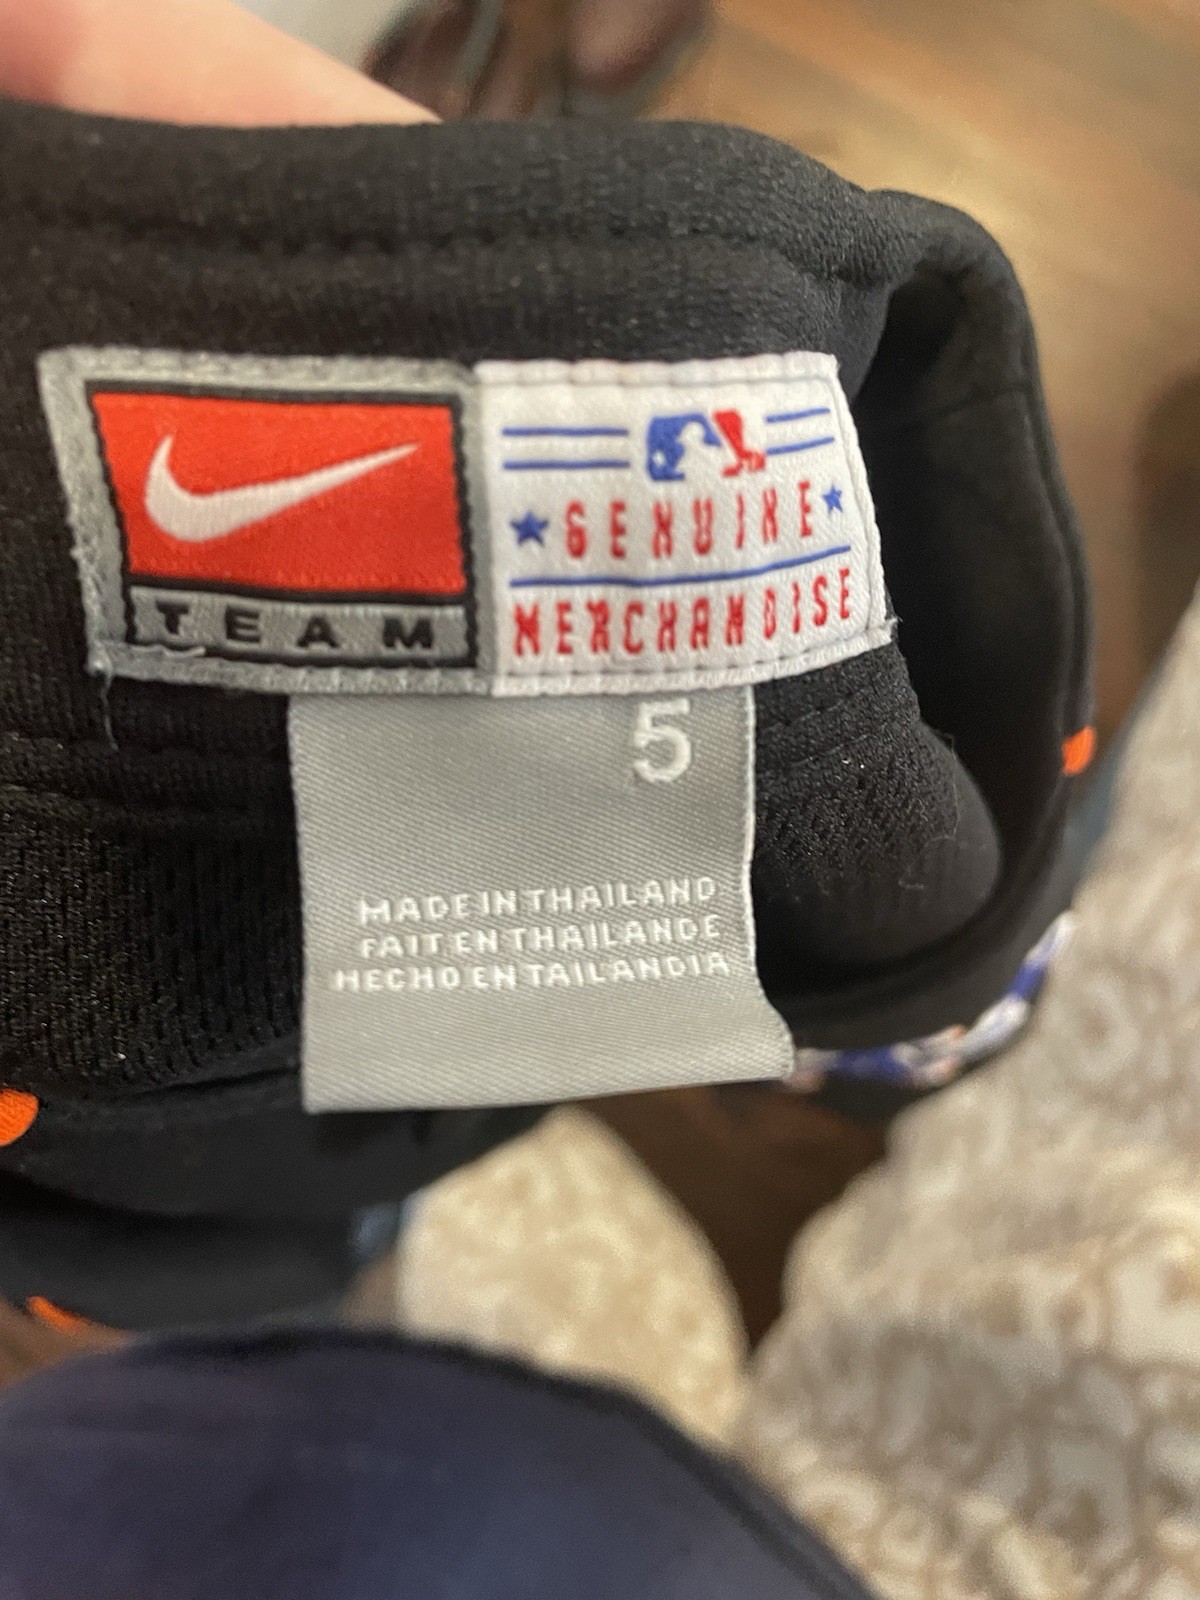 TEAM
GENUINE
MERCHANDISE
5
MADE IN THAILAND
FAIT EN THAILANDE
HECHO EN TAILANDIA